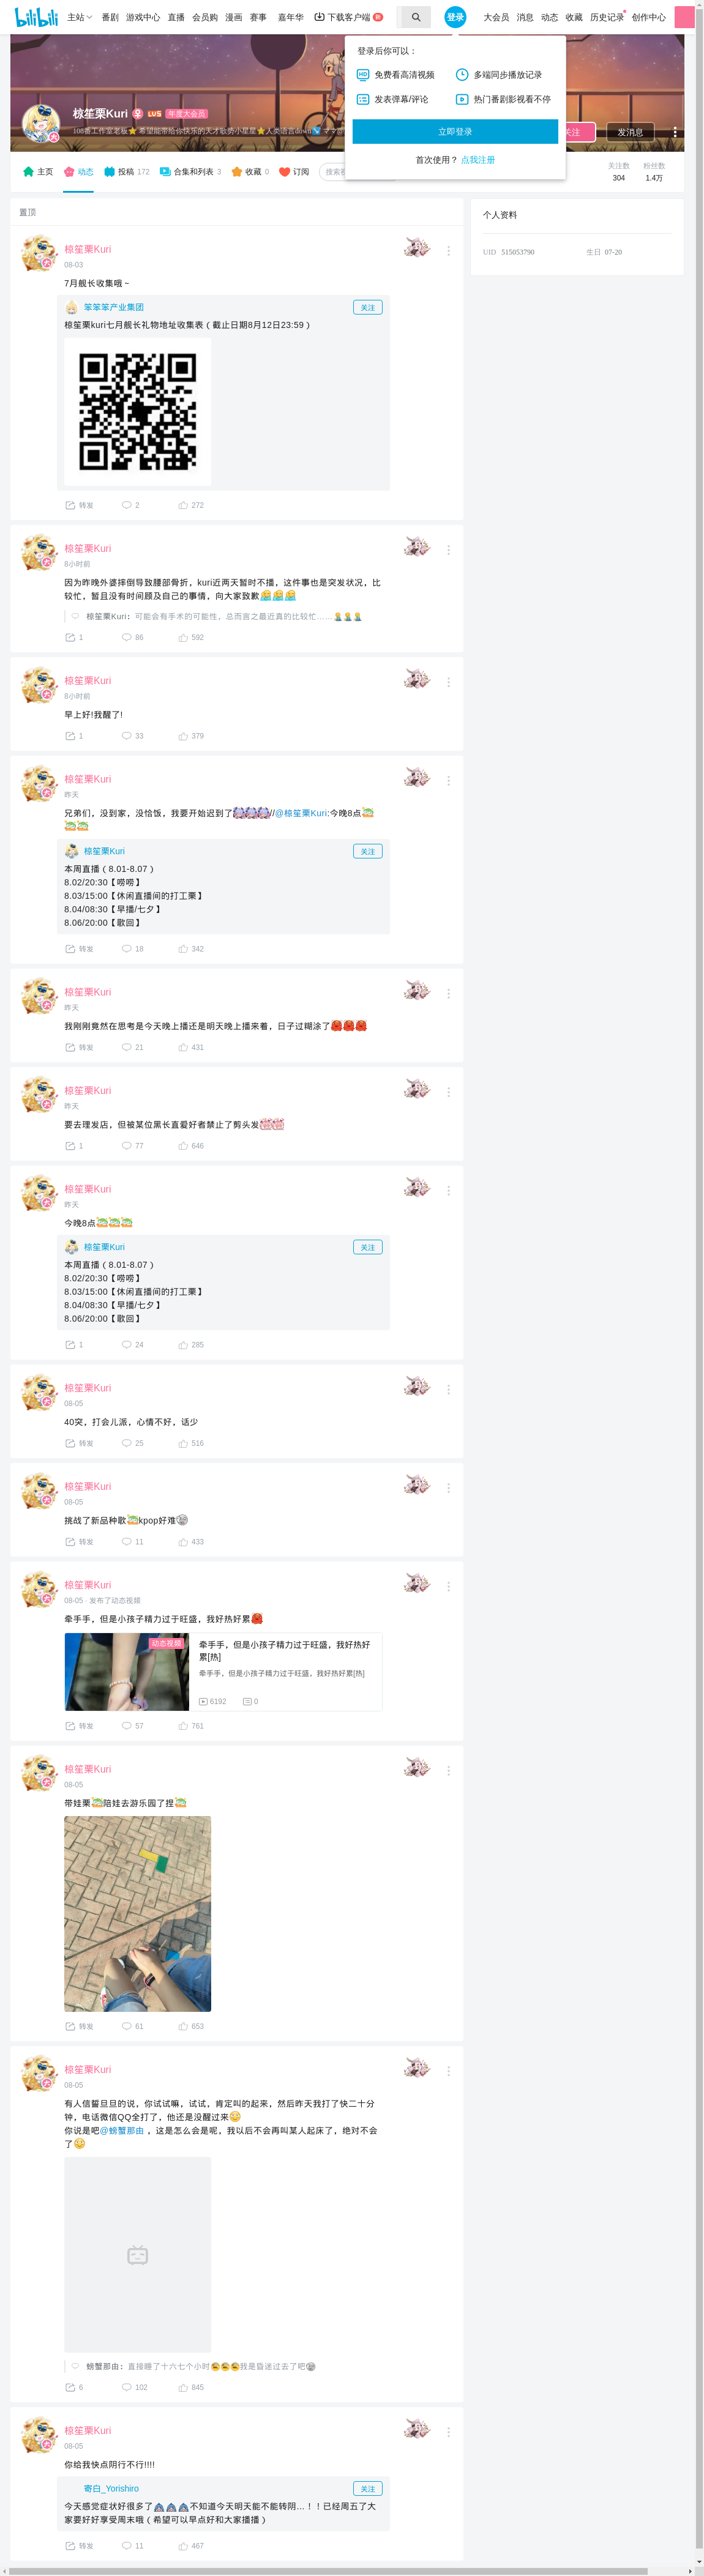 bilibili 主站 番剧 游戏中心 直播 会员购 漫画 赛事 嘉年华 下载客户端 登录 大会员 消息 动态 收藏 历史记录 创作中心
登录后你可以：
免费看高清视频 多端同步播放记录
发表弹幕/评论 热门番剧影视看不停
立即登录
首次使用？ 点我注册
椋笙栗Kuri LV5 年度大会员
108番工作室老板⭐ 希望能带给你快乐的天才歌势小星星⭐人类语言down
关注 发消息
主页 动态 投稿 172 合集和列表 3 收藏 0 订阅
关注数 粉丝数
304 1.4万
个人资料
UID 515053790 生日 07-20
置顶
椋笙栗Kuri
08-03
7月舰长收集哦~
笨笨笨产业集团 关注
椋笙栗kuri七月舰长礼物地址收集表（截止日期8月12日23:59）
转发 2 272
椋笙栗Kuri
8小时前
因为昨晚外婆摔倒导致腰部骨折，kuri近两天暂时不播，这件事也是突发状况，比
较忙，暂且没有时间顾及自己的事情，向大家致歉
椋笙栗Kuri：可能会有手术的可能性，总而言之最近真的比较忙……
1 86 592
椋笙栗Kuri
8小时前
早上好!我醒了!
1 33 379
椋笙栗Kuri
昨天
兄弟们，没到家，没恰饭，我要开始迟到了//@椋笙栗Kuri:今晚8点
椋笙栗Kuri 关注
本周直播（8.01-8.07）
8.02/20:30【唠唠】
8.03/15:00【休闲直播间的打工栗】
8.04/08:30【早播/七夕】
8.06/20:00【歌回】
转发 18 342
椋笙栗Kuri
昨天
我刚刚竟然在思考是今天晚上播还是明天晚上播来着，日子过糊涂了
转发 21 431
椋笙栗Kuri
昨天
要去理发店，但被某位黑长直爱好者禁止了剪头发
1 77 646
椋笙栗Kuri
昨天
今晚8点
椋笙栗Kuri 关注
本周直播（8.01-8.07）
8.02/20:30【唠唠】
8.03/15:00【休闲直播间的打工栗】
8.04/08:30【早播/七夕】
8.06/20:00【歌回】
1 24 285
椋笙栗Kuri
08-05
40突，打会儿派，心情不好，话少
转发 25 516
椋笙栗Kuri
08-05
挑战了新品种歌kpop好难
转发 11 433
椋笙栗Kuri
08-05 · 发布了动态视频
牵手手，但是小孩子精力过于旺盛，我好热好累
动态视频
牵手手，但是小孩子精力过于旺盛，我好热好
累[热]
牵手手，但是小孩子精力过于旺盛，我好热好累[热]
6192 0
转发 57 761
椋笙栗Kuri
08-05
带娃栗陪娃去游乐园了捏
转发 61 653
椋笙栗Kuri
08-05
有人信誓旦旦的说，你试试嘛，试试，肯定叫的起来，然后昨天我打了快二十分
钟，电话微信QQ全打了，他还是没醒过来
你说是吧@螃蟹那由 ，这是怎么会是呢，我以后不会再叫某人起床了，绝对不会
了
螃蟹那由：直接睡了十六七个小时我是昏迷过去了吧
6 102 845
椋笙栗Kuri
08-05
你给我快点阴行不行!!!!
寄白_Yorishiro 关注
今天感觉症状好很多了不知道今天明天能不能转阴…！！已经周五了大
家要好好享受周末哦（希望可以早点好和大家播播）
转发 11 467